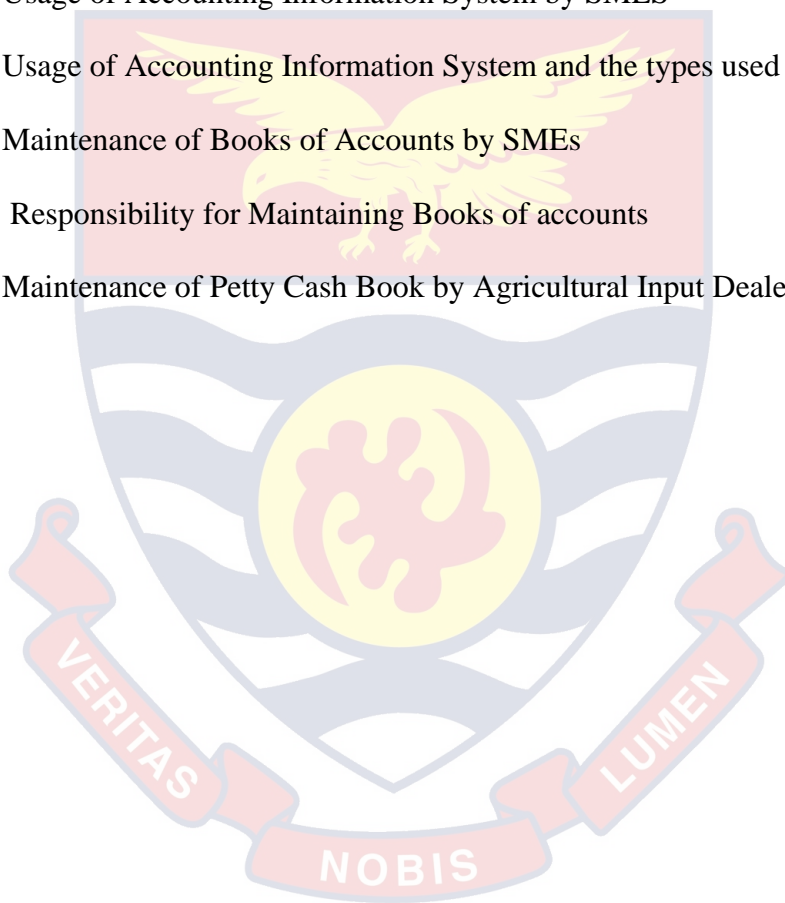 Usage of Accounting Information System by SMES
Usage of Accounting Information System and the types used
Maintenance of Books of Accounts by SMEs
Responsibility for Maintaining Books of accounts
Maintenance of Petty Cash Book by Agricultural Input Deale
VERITAS
NOBIS
LUMEN